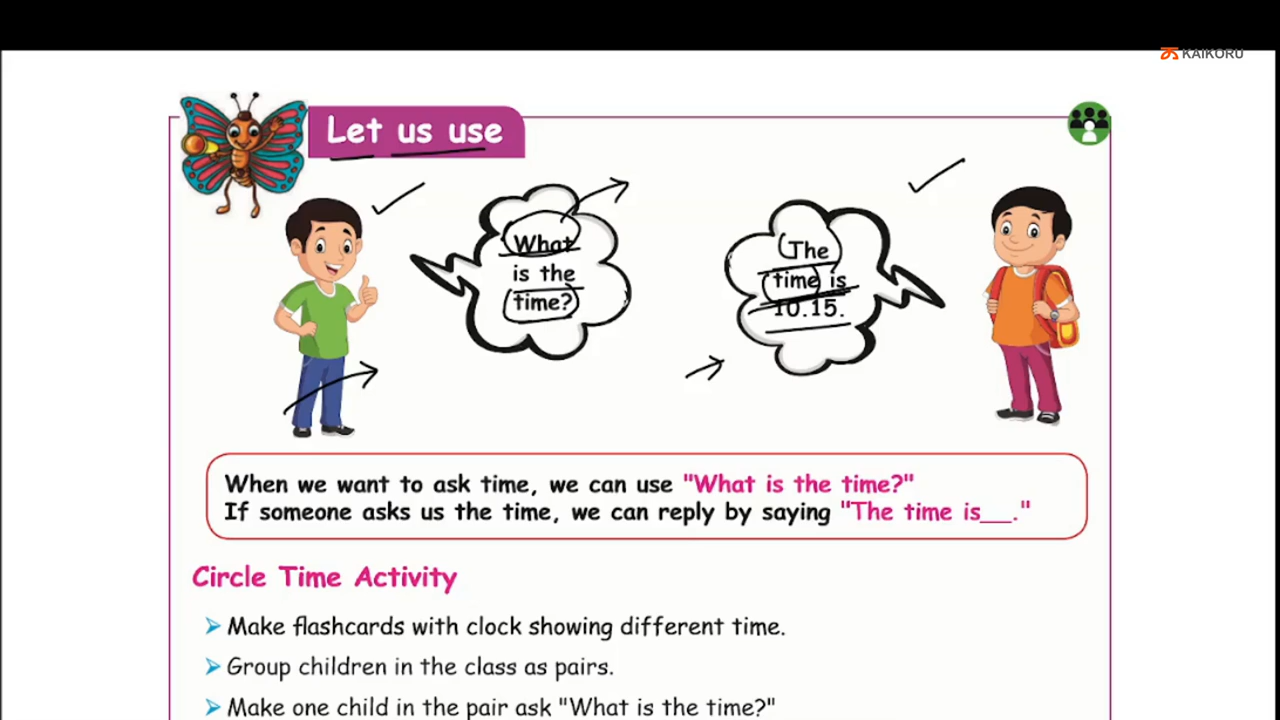 KAIKORU
Let us use
What
is the
time?
The
time is
10.15.
When we want to ask time, we can use "What is the time?"
If someone asks us the time, we can reply by saying "The time is__."
Circle Time Activity
➢ Make flashcards with clock showing different time.
➢ Group children in the class as pairs.
➢ Make one child in the pair ask "What is the time?"